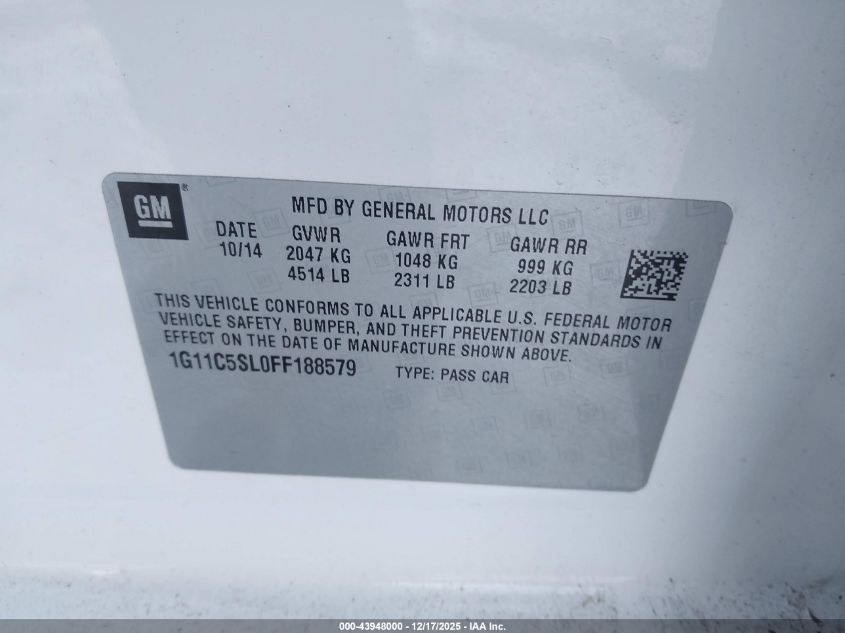 GM®
MFD BY GENERAL MOTORS LLC
DATE GVWR GAWR FRT GAWR RR
10/14 2047 KG 1048 KG 999 KG
4514 LB 2311 LB 2203 LB
THIS VEHICLE CONFORMS TO ALL APPLICABLE U.S. FEDERAL MOTOR
VEHICLE SAFETY, BUMPER, AND THEFT PREVENTION STANDARDS IN
EFFECT ON THE DATE OF MANUFACTURE SHOWN ABOVE.
1G11C5SL0FF188579 TYPE: PASS CAR
000-43948000 – 12/17/2025 – IAA Inc.